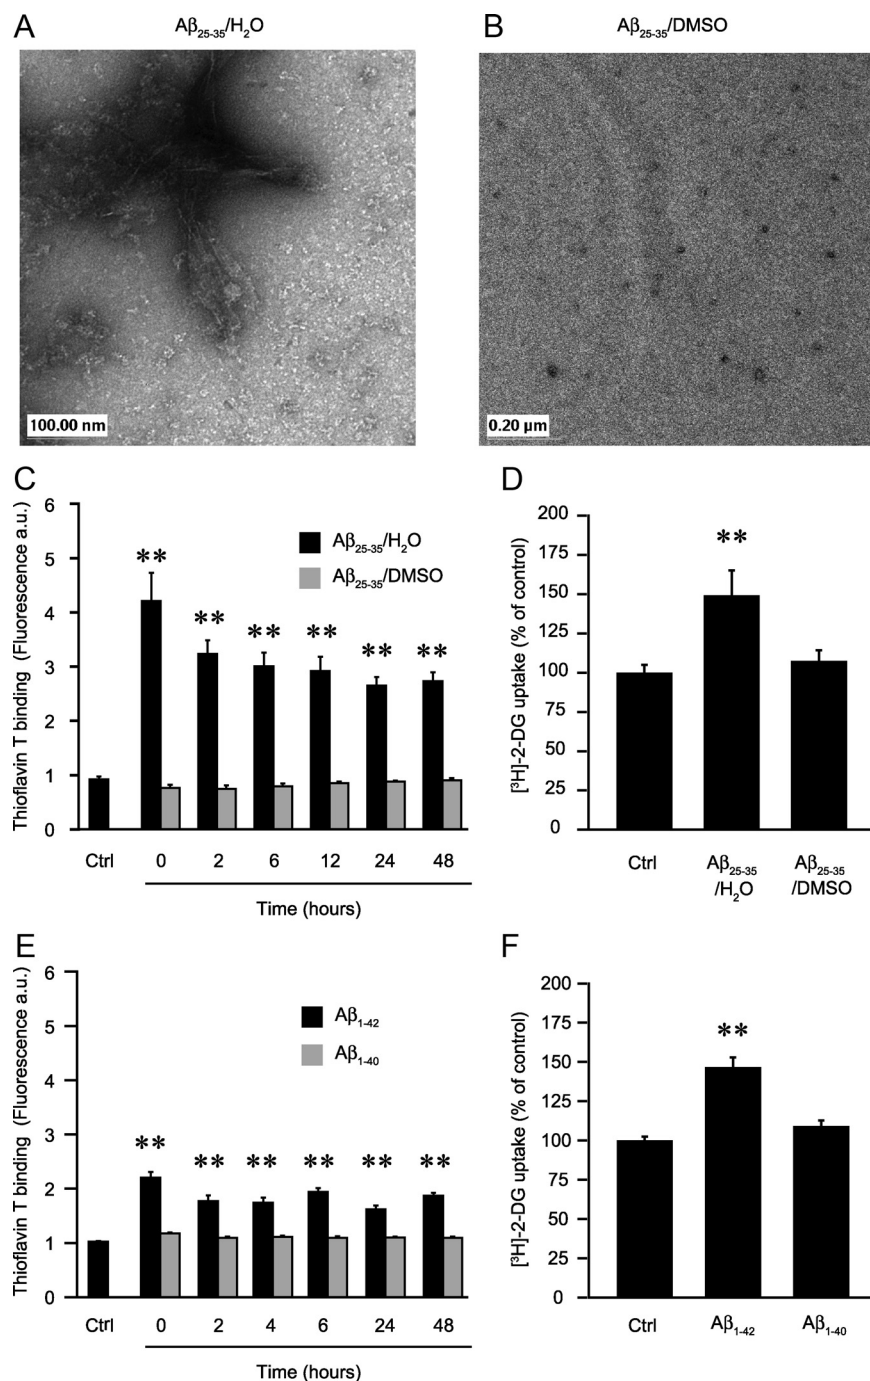 A
Aβ25-35/H2O
B
Aβ25-35/DMSO
100.00 nm
0.20 µm
C
Thioflavin T binding (Fluorescence a.u.)
6
5
4
3
2
1
0
Aβ25-35/H2O
Aβ25-35/DMSO
** ** ** ** ** **
Ctrl 0 2 6 12 24 48
Time (hours)
D
[3H]-2-DG uptake (% of control)
200
175
150
125
100
75
50
25
0
**
Ctrl Aβ25-35 Aβ25-35
/H2O /DMSO
E
Thioflavin T binding (Fluorescence a.u.)
6
5
4
3
2
1
0
Aβ1-42
Aβ1-40
** ** ** ** ** **
Ctrl 0 2 4 6 24 48
Time (hours)
F
[3H]-2-DG uptake (% of control)
200
175
150
125
100
75
50
25
0
**
Ctrl Aβ1-42 Aβ1-40